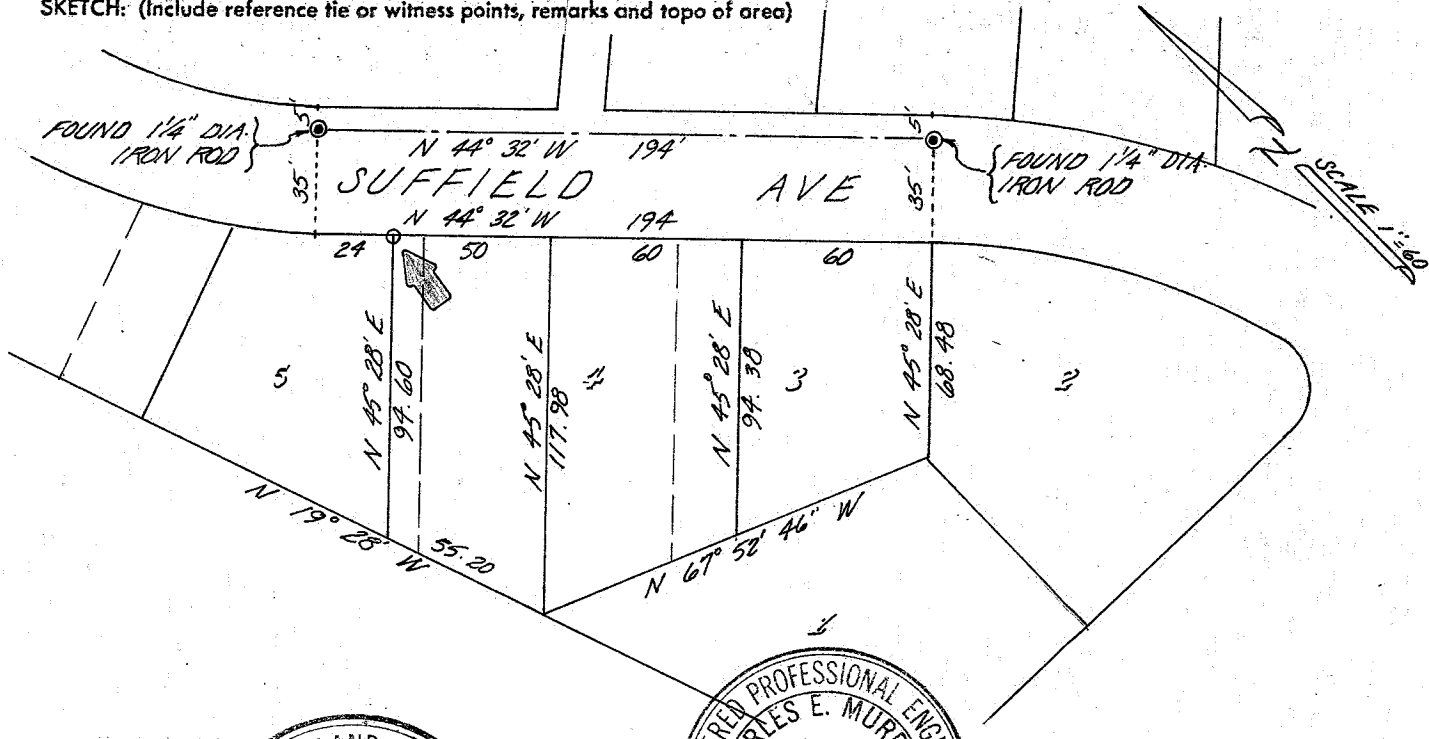 SKETCH: (Include reference tie or witness points, remarks and topo of area)
FOUND 1¼" DIA.
IRON ROD
5'
35'
N 44° 32' W 194'
5'
35'
FOUND 1¼" DIA.
IRON ROD
SUFFIELD AVE
N 44° 32' W 194
24 50 60 60
N
SCALE 1"=60
5
N 45° 28' E
94.60
N 45° 28' E
117.98
4
N 45° 28' E
94.38
3
N 45° 28' E
68.48
2
N 19° 28' W 55.20
N 67° 52' 46" W
1
PROFESSIONAL
E.
LAND